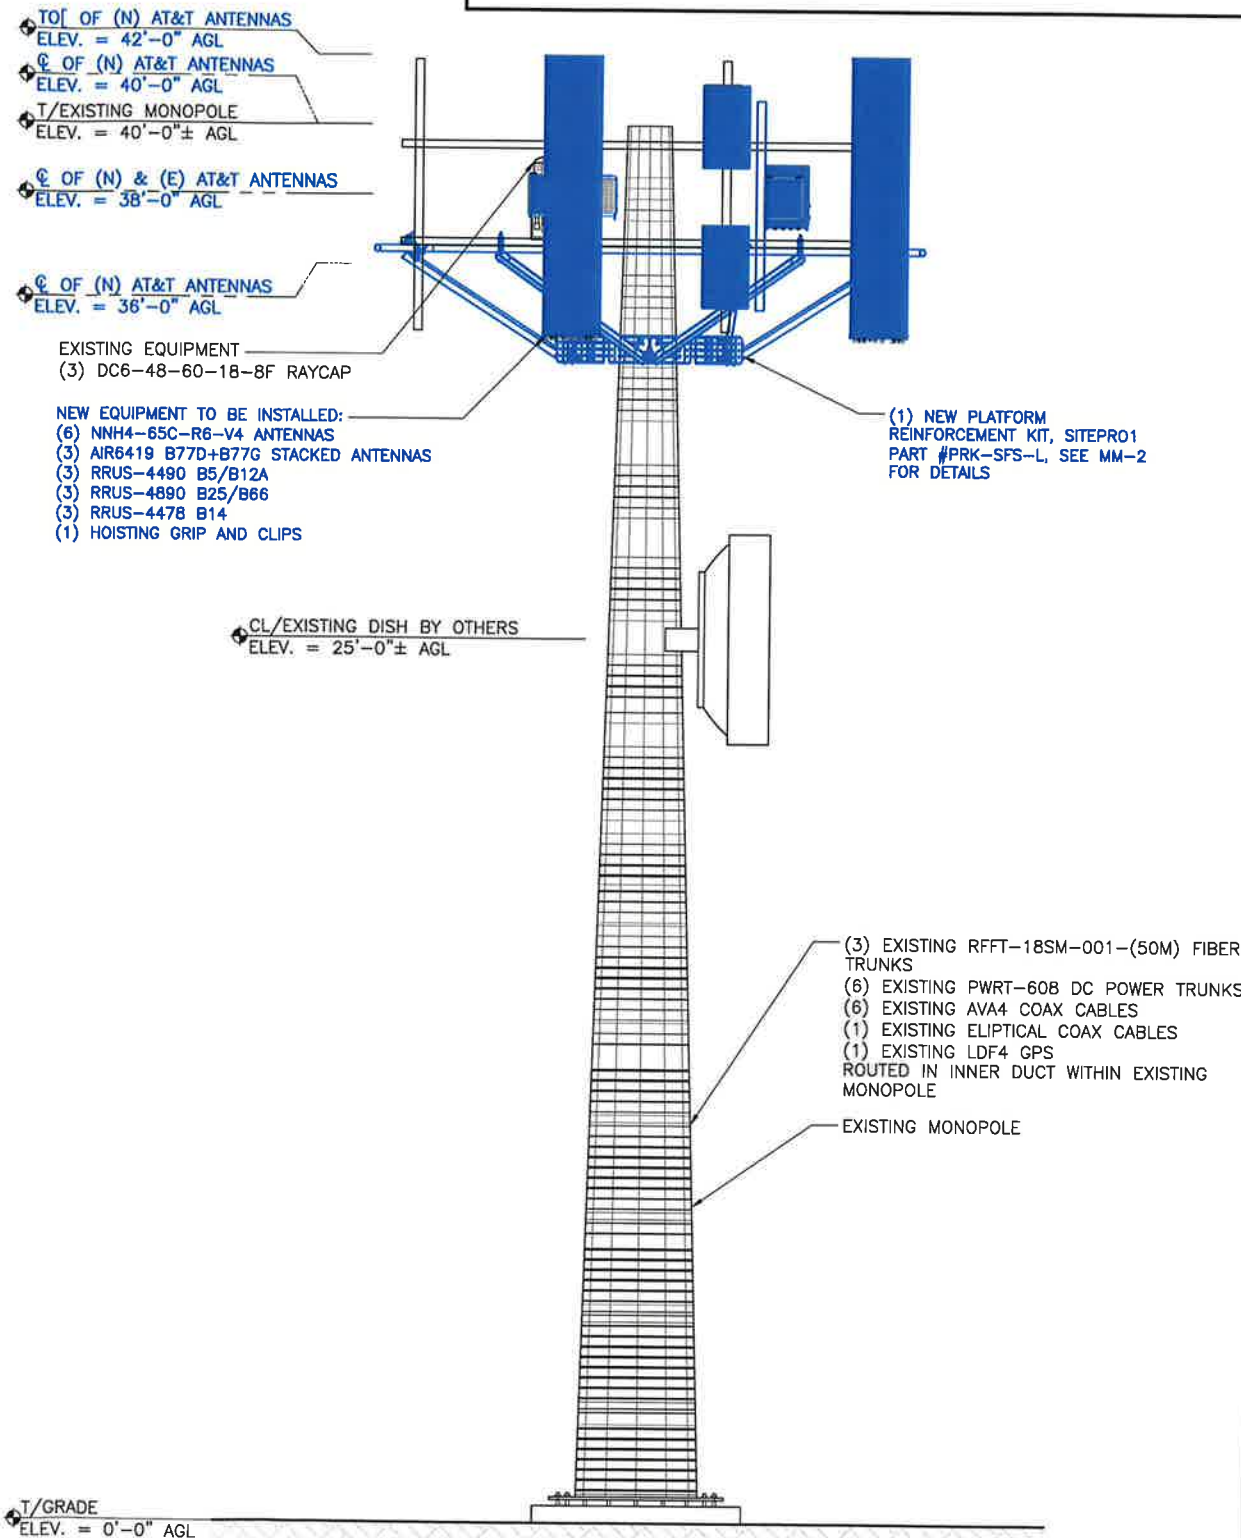 TO[ OF (N) AT&T ANTENNAS
ELEV. = 42'-0" AGL
℄ OF (N) AT&T ANTENNAS
ELEV. = 40'-0" AGL
T/EXISTING MONOPOLE
ELEV. = 40'-0"± AGL
℄ OF (N) & (E) AT&T ANTENNAS
ELEV. = 38'-0" AGL
℄ OF (N) AT&T ANTENNAS
ELEV. = 36'-0" AGL
EXISTING EQUIPMENT
(3) DC6-48-60-18-8F RAYCAP
NEW EQUIPMENT TO BE INSTALLED:
(6) NNH4-65C-R6-V4 ANTENNAS
(3) AIR6419 B77D+B77G STACKED ANTENNAS
(3) RRUS-4490 B5/B12A
(3) RRUS-4890 B25/B66
(3) RRUS-4478 B14
(1) HOISTING GRIP AND CLIPS
(1) NEW PLATFORM
REINFORCEMENT KIT, SITEPRO1
PART #PRK-SFS-L, SEE MM-2
FOR DETAILS
CL/EXISTING DISH BY OTHERS
ELEV. = 25'-0"± AGL
(3) EXISTING RFFT-18SM-001-(50M) FIBER
TRUNKS
(6) EXISTING PWRT-608 DC POWER TRUNKS
(6) EXISTING AVA4 COAX CABLES
(1) EXISTING ELIPTICAL COAX CABLES
(1) EXISTING LDF4 GPS
ROUTED IN INNER DUCT WITHIN EXISTING
MONOPOLE
EXISTING MONOPOLE
T/GRADE
ELEV. = 0'-0" AGL